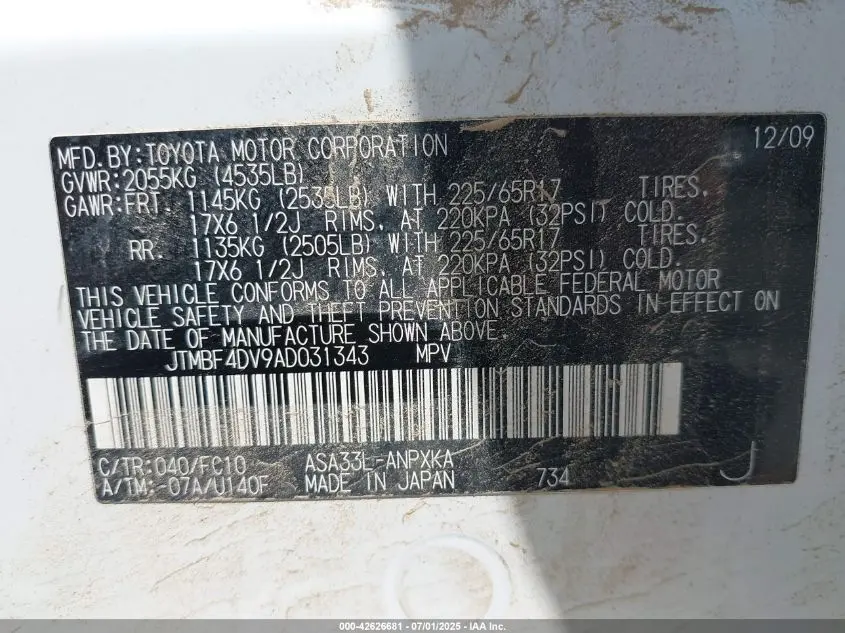 MFD.BY:TOYOTA MOTOR CORPORATION 12/09
GVWR:2055KG (4535LB)
GAWR:FRT. 1145KG (2535LB) WITH 225/65R17 TIRES.
17X6 1/2J RIMS. AT 220KPA (32PSI) COLD.
RR. 1135KG (2505LB) WITH 225/65R17 TIRES.
17X6 1/2J RIMS. AT 220KPA (32PSI) COLD.
THIS VEHICLE CONFORMS TO ALL APPLICABLE FEDERAL MOTOR
VEHICLE SAFETY AND THEFT PREVENTION STANDARDS IN EFFECT ON
THE DATE OF MANUFACTURE SHOWN ABOVE.
JTMBF4DV9AD031343 MPV
C/TR:040/FC10 ASA33L-ANPXKA J
A/TM:-07A/U140F MADE IN JAPAN 734
000-42626681 | 07/01/2025 | IAA Inc.